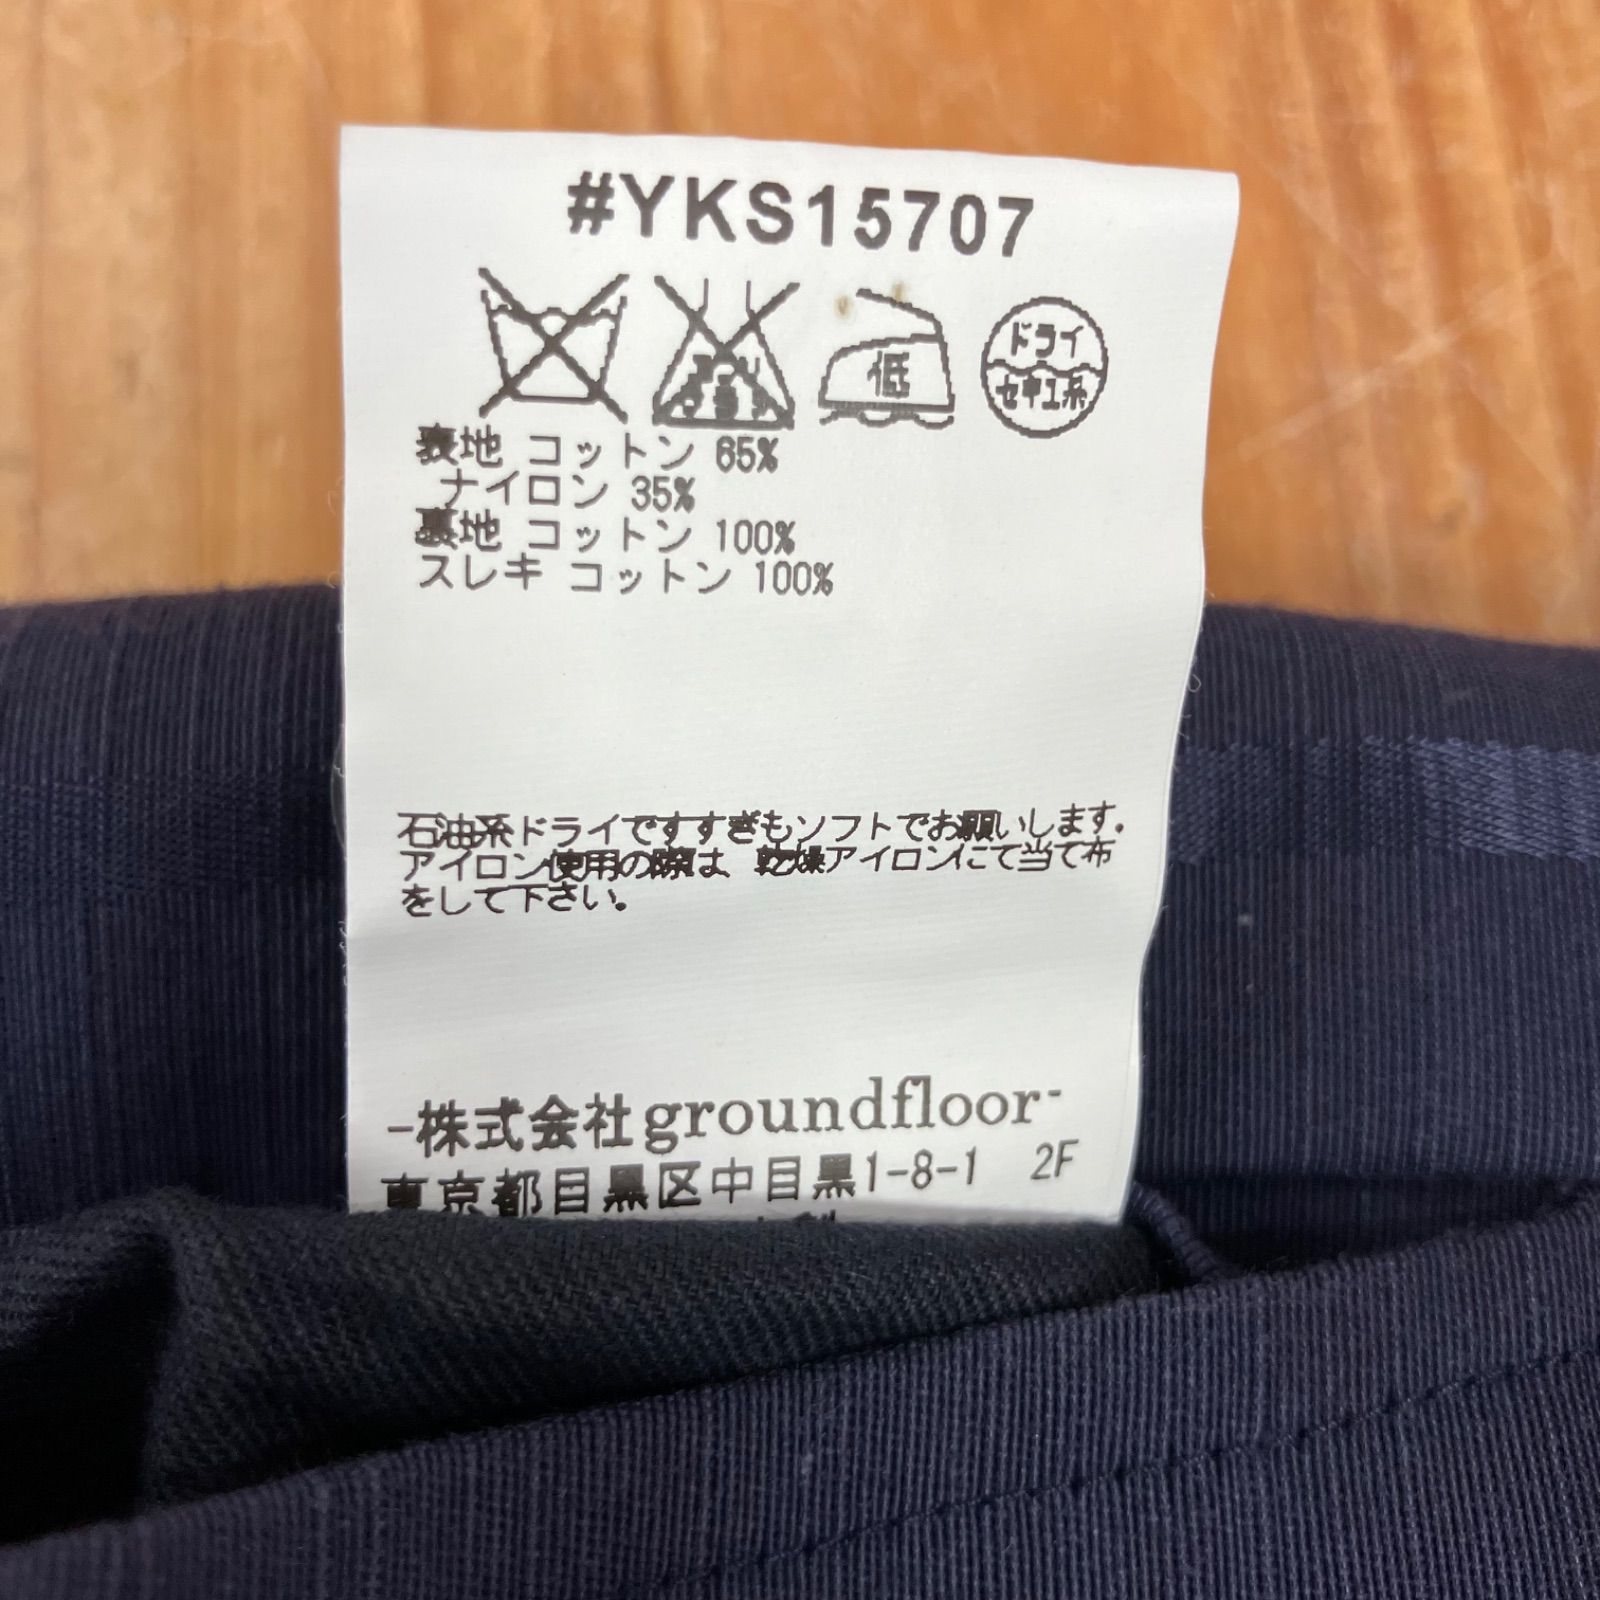 #YKS15707
低
ドライ
セキユ系
表地 コットン 65%
ナイロン 35%
裏地 コットン 100%
スレキ コットン 100%
石油系ドライですすぎもソフトでお願いします.
アイロン使用の際は、乾燥アイロンにて当て布
をして下さい。
-株式会社groundfloor-
東京都目黒区中目黒1-8-1 2F